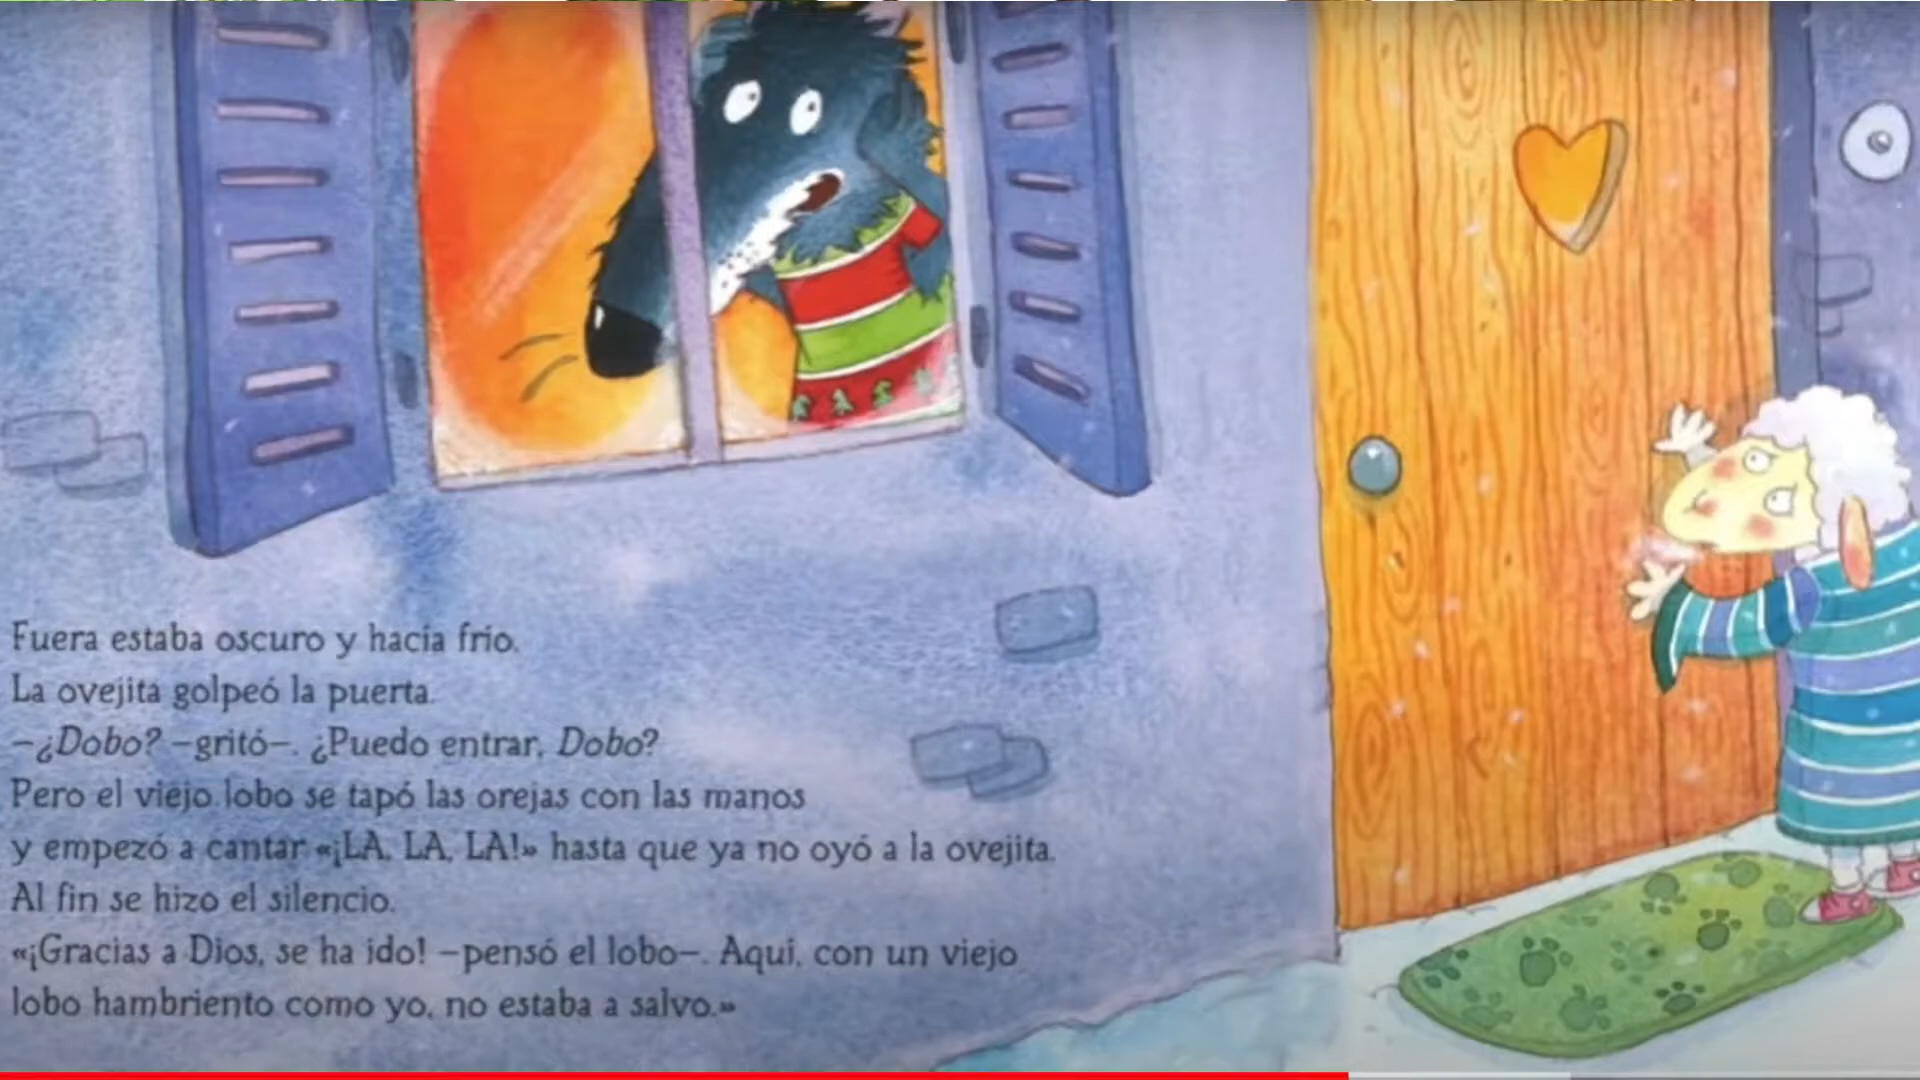 Fuera estaba oscuro y hacía frío.
La ovejita golpeó la puerta.
–¿Dobo? –gritó–. ¿Puedo entrar, Dobo?
Pero el viejo lobo se tapó las orejas con las manos
y empezó a cantar «¡LA, LA, LA!» hasta que ya no oyó a la ovejita.
Al fin se hizo el silencio.
«¡Gracias a Dios, se ha ido! –pensó el lobo–. Aquí, con un viejo
lobo hambriento como yo, no estaba a salvo.»